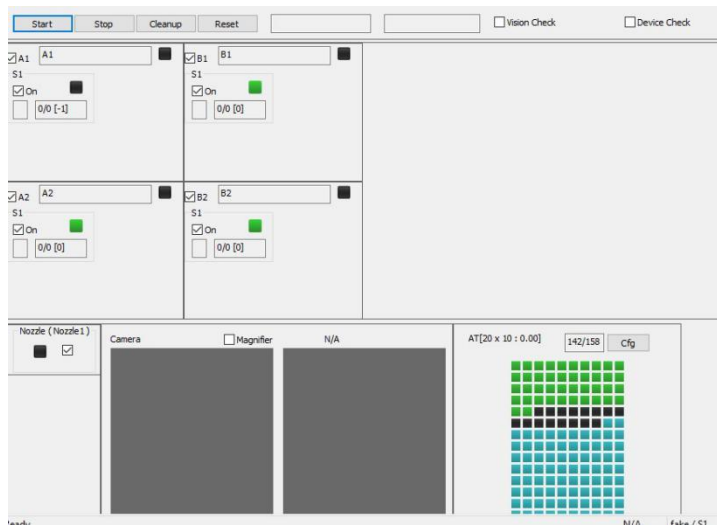 Start Stop Cleanup Reset Vision Check Device Check
A1 A1 B1 B1
S1 S1
On On
0/0 [-1] 0/0 [0]
A2 A2 B2 B2
S1 S1
On On
0/0 [0] 0/0 [0]
Nozzle (Nozzle1)
Camera Magnifier N/A AT[20 x 10 : 0.00] 142/158 Cfg
N/A fake / S1